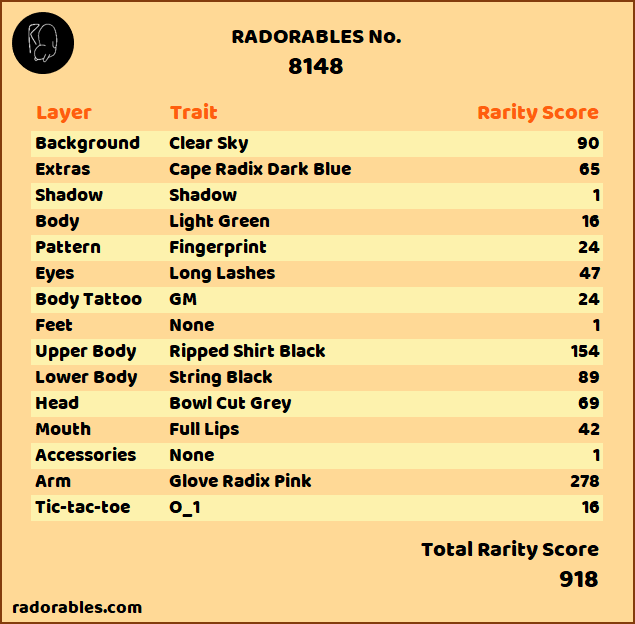 RADORABLES No.
8148
Layer Trait Rarity Score
Background Clear Sky 90
Extras Cape Radix Dark Blue 65
Shadow Shadow 1
Body Light Green 16
Pattern Fingerprint 24
Eyes Long Lashes 47
Body Tattoo GM 24
Feet None 1
Upper Body Ripped Shirt Black 154
Lower Body String Black 89
Head Bowl Cut Grey 69
Mouth Full Lips 42
Accessories None 1
Arm Glove Radix Pink 278
Tic-tac-toe O_1 16
Total Rarity Score
918
radorables.com